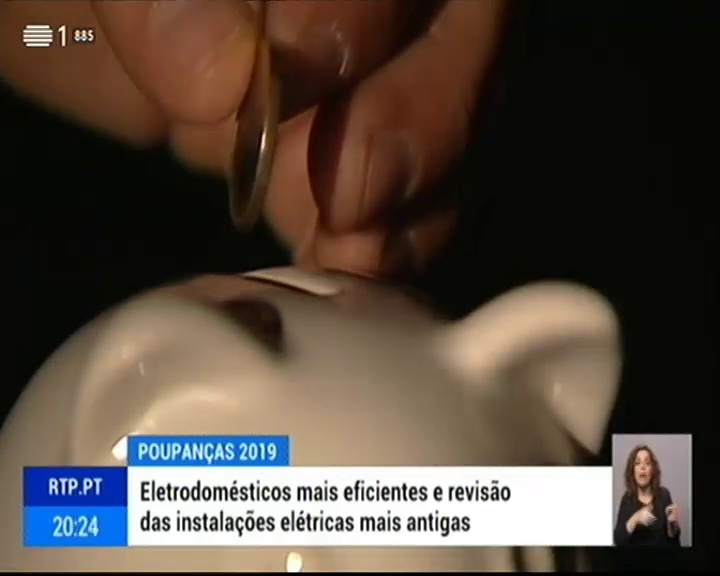 1 885
POUPANÇAS 2019
RTP.PT
Eletrodomésticos mais eficientes e revisão
das instalações elétricas mais antigas
20:24